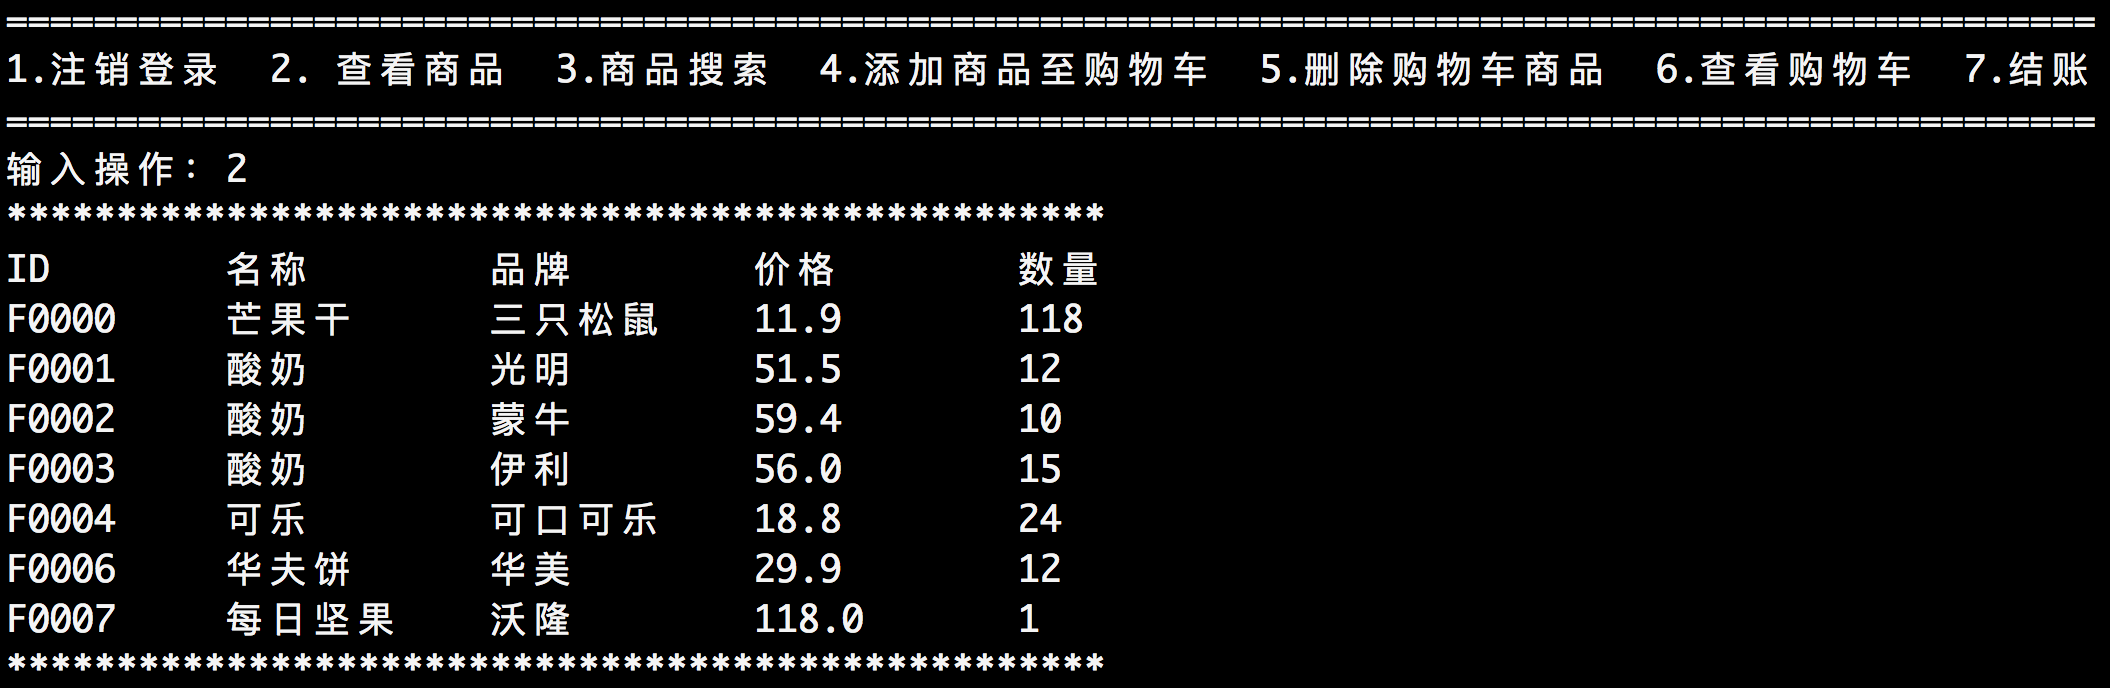 ===============================================================================================
1.注销登录  2. 查看商品  3.商品搜索  4.添加商品至购物车  5.删除购物车商品  6.查看购物车  7.结账
===============================================================================================
输入操作：2
**************************************************
ID        名称        品牌        价格        数量
F0000     芒果干      三只松鼠    11.9        118
F0001     酸奶        光明        51.5        12
F0002     酸奶        蒙牛        59.4        10
F0003     酸奶        伊利        56.0        15
F0004     可乐        可口可乐    18.8        24
F0006     华夫饼      华美        29.9        12
F0007     每日坚果    沃隆        118.0       1
**************************************************